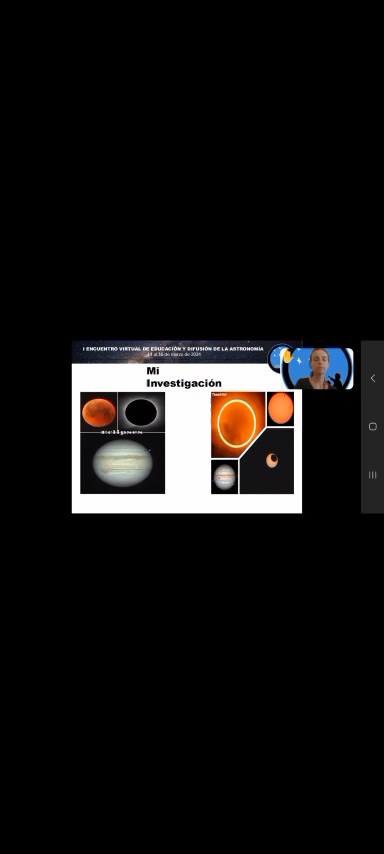 I ENCUENTRO VIRTUAL DE EDUCACIÓN Y DIFUSIÓN DE LA ASTRONOMÍA
14 al 16 de marzo de 2024
Mi
Investigación